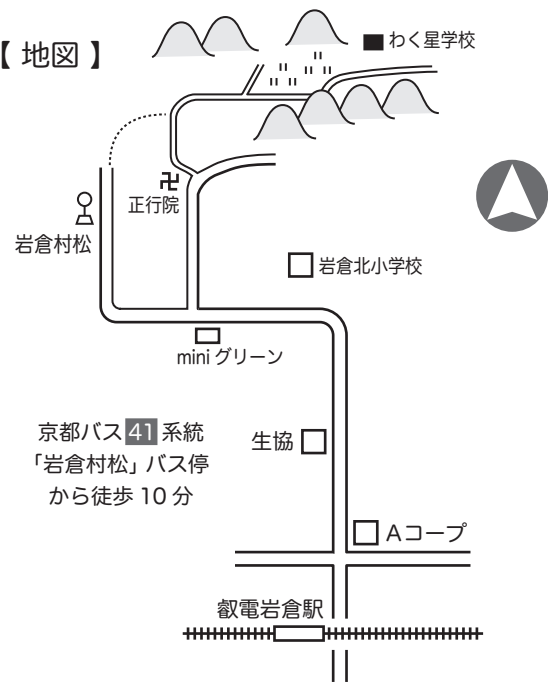 【 地図 】
わく星学校
卍
正行院
岩倉村松
岩倉北小学校
mini グリーン
京都バス 41 系統
「岩倉村松」バス停
から徒歩 10 分
生協
Aコープ
叡電岩倉駅